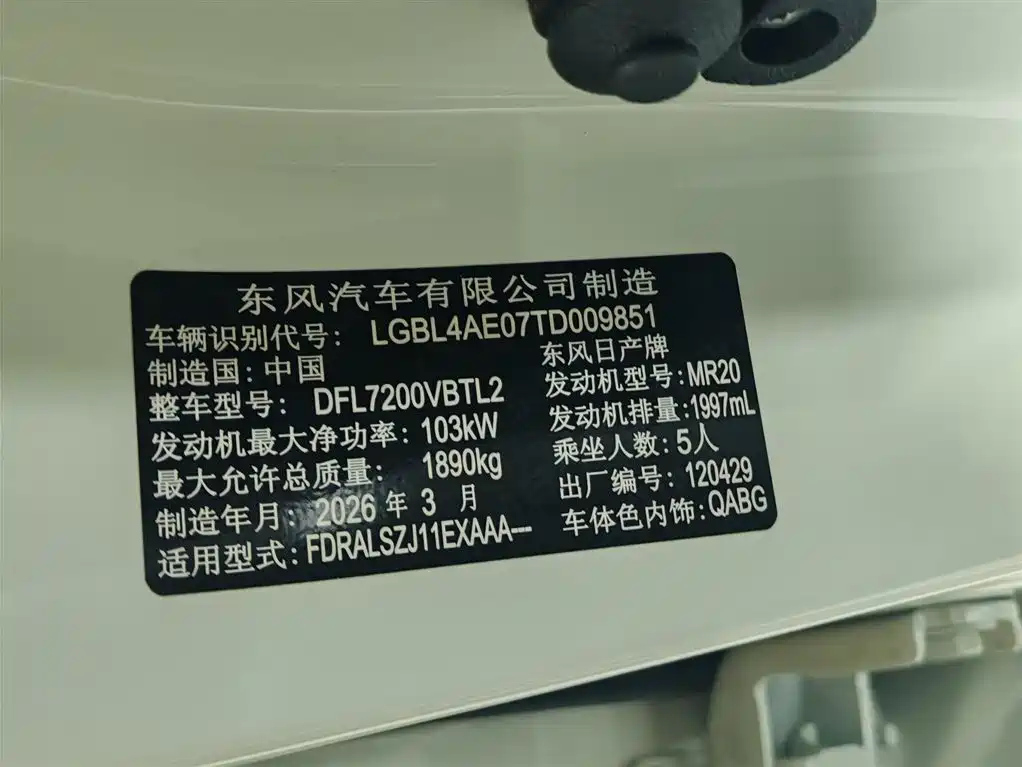 东风汽车有限公司制造
车辆识别代号: LGBL4AE07TD009851
制造国: 中国 东风日产牌
整车型号: DFL7200VBTL2 发动机型号: MR20
发动机最大净功率: 103kW 发动机排量: 1997mL
最大允许总质量: 1890kg 乘坐人数: 5人
制造年月: 2026年3月 出厂编号: 120429
适用型式: FDRALSZJ11EXAAA--- 车体色内饰: QABG